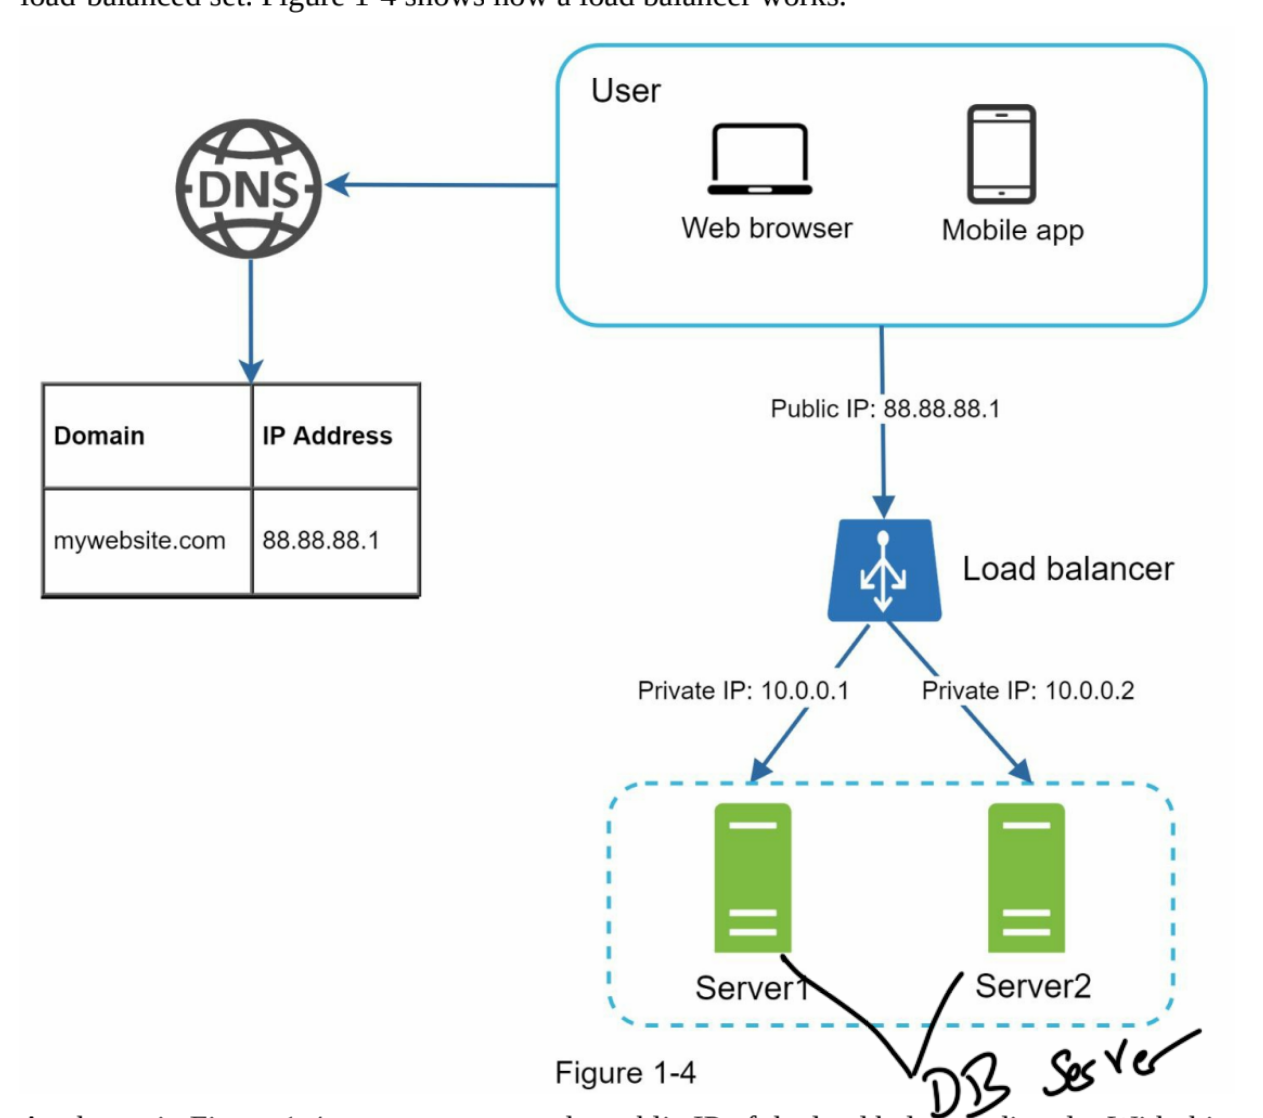 load-balanced set. Figure 1-4 shows how a load balancer works.
User
DNS
Web browser
Mobile app
Public IP: 88.88.88.1
Domain IP Address
mywebsite.com 88.88.88.1
Load balancer
Private IP: 10.0.0.1
Private IP: 10.0.0.2
Server1
Server2
Figure 1-4
DB Server